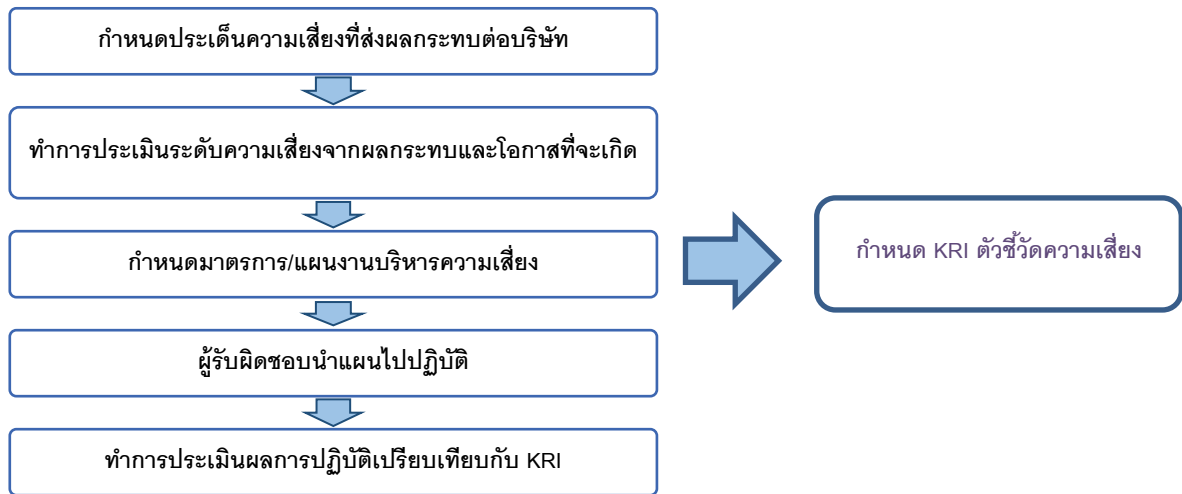 กำหนดประเด็นความเสี่ยงที่ส่งผลกระทบต่อบริษัท
ทำการประเมินระดับความเสี่ยงจากผลกระทบและโอกาสที่จะเกิด
กำหนดมาตรการ/แผนงานบริหารความเสี่ยง
กำหนด KRI ตัวชี้วัดความเสี่ยง
ผู้รับผิดชอบนำแผนไปปฏิบัติ
ทำการประเมินผลการปฏิบัติเปรียบเทียบกับ KRI